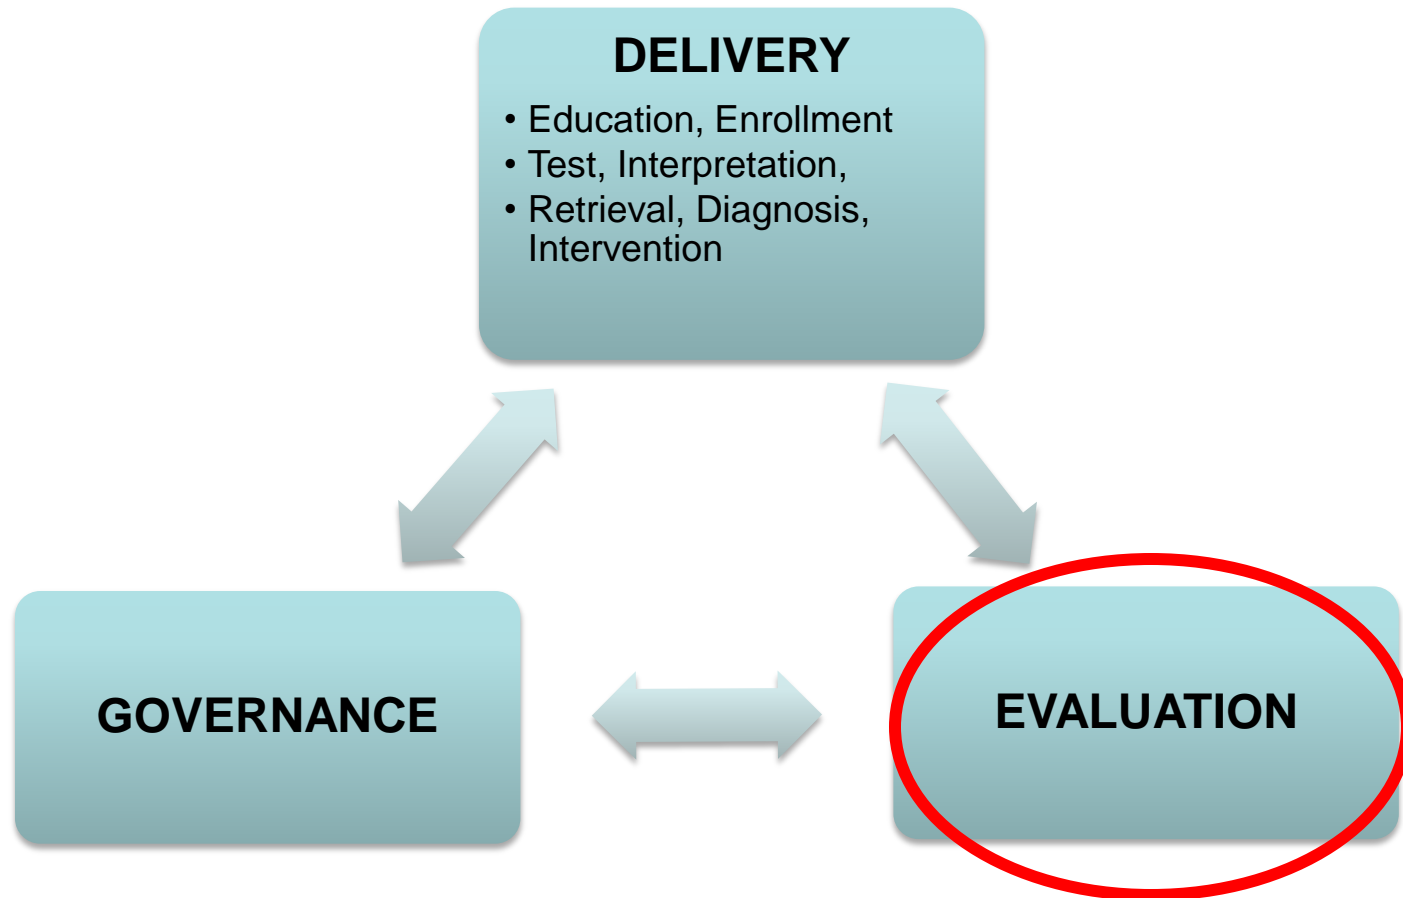 DELIVERY
• Education, Enrollment
• Test, Interpretation,
• Retrieval, Diagnosis,
Intervention
GOVERNANCE
EVALUATION